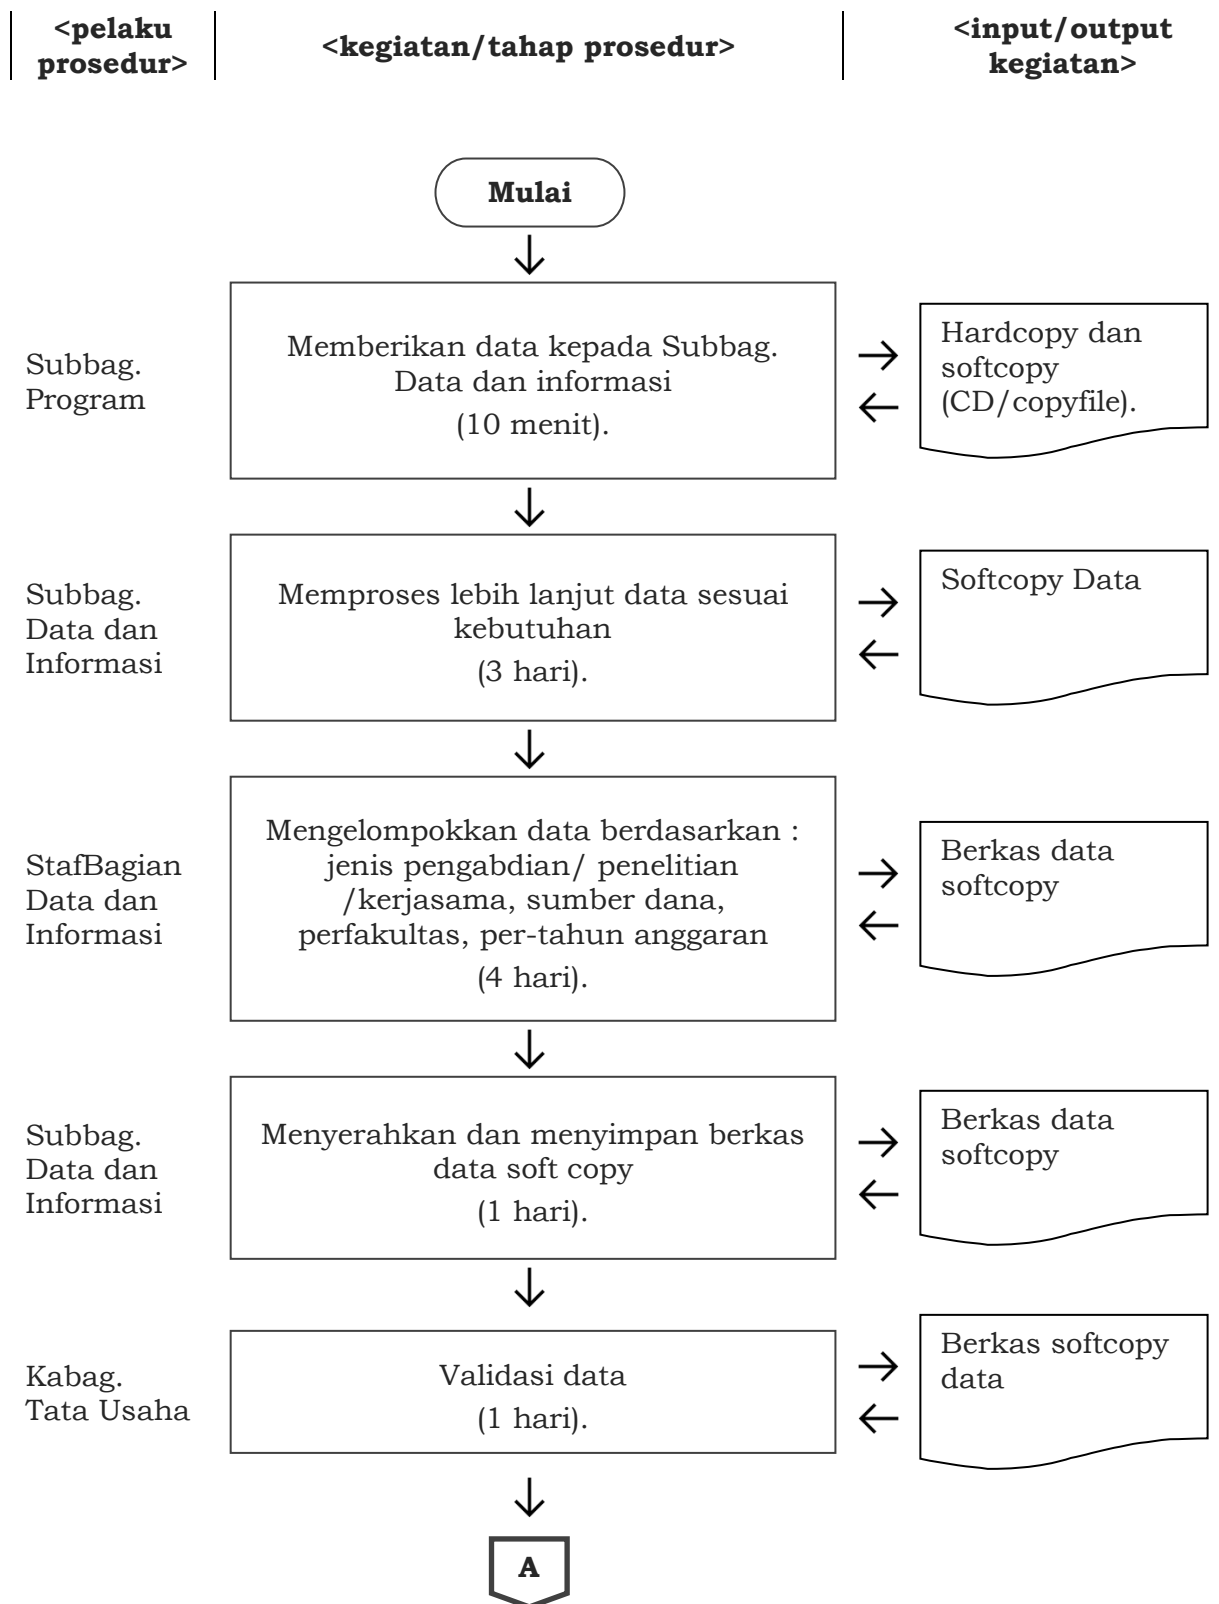 <pelaku
prosedur>
<kegiatan/tahap prosedur>
<input/output
kegiatan>
Mulai
Subbag.
Program
Memberikan data kepada Subbag.
Data dan informasi
(10 menit).
Hardcopy dan
softcopy
(CD/copyfile).
Subbag.
Data dan
Informasi
Memproses lebih lanjut data sesuai
kebutuhan
(3 hari).
Softcopy Data
StafBagian
Data dan
Informasi
Mengelompokkan data berdasarkan :
jenis pengabdian/ penelitian
/kerjasama, sumber dana,
perfakultas, per-tahun anggaran
(4 hari).
Berkas data
softcopy
Subbag.
Data dan
Informasi
Menyerahkan dan menyimpan berkas
data soft copy
(1 hari).
Berkas data
softcopy
Kabag.
Tata Usaha
Validasi data
(1 hari).
Berkas softcopy
data
A